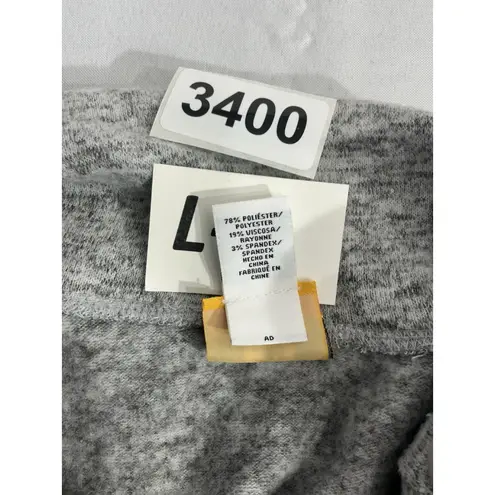 3400
L
78% POLIÉSTER/
POLYESTER
19% VISCOSA/
RAYONNE
3% SPANDEX/
SPANDEX
HECHO EN
CHINA
FABRIQUÉ EN
CHINE
AD